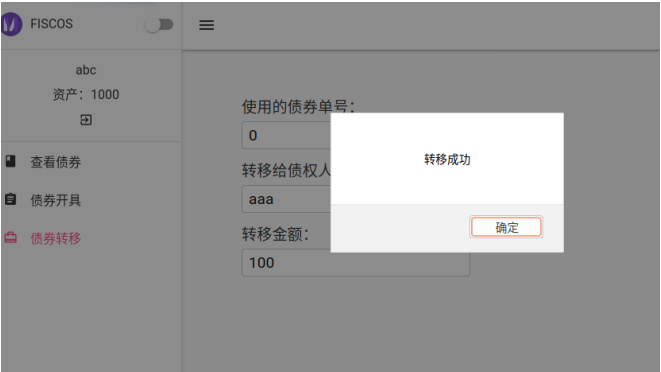 FISCOS
abc
资产：1000
查看债券
债券开具
债券转移
使用的债券单号：
0
转移给债权人
aaa
转移金额：
100
转移成功
确定